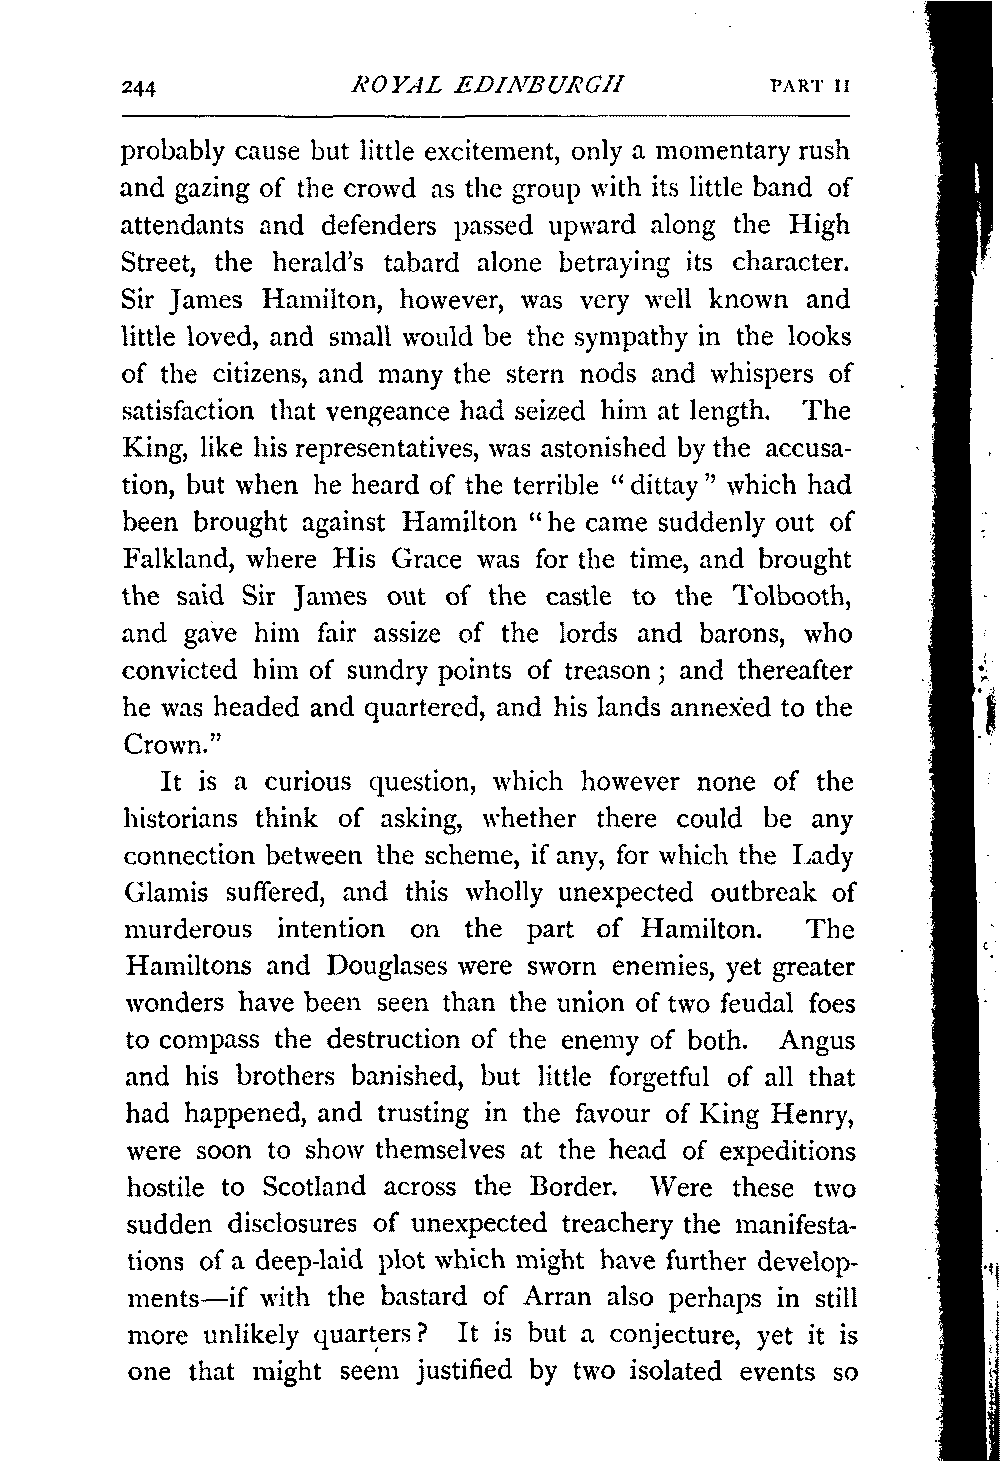 244 ROYAL EDINBURGH PART II
probably cause but little excitement, only a momentary rush
and gazing of the crowd as the group with its little band of
attendants and defenders passed upward along the High
Street, the herald's tabard alone betraying its character.
Sir James Hamilton, however, was very well known and
little loved, and small would be the sympathy in the looks
of the citizens, and many the stern nods and whispers of
satisfaction that vengeance had seized him at length. The
King, like his representatives, was astonished by the accusa-
tion, but when he heard of the terrible “dittay” which had
been brought against Hamilton “he came suddenly out of
Falkland, where His Grace was for the time, and brought
the said Sir James out of the castle to the Tolbooth,
and gave him fair assize of the lords and barons, who
convicted him of sundry points of treason; and thereafter
he was headed and quartered, and his lands annexed to the
Crown.”
It is a curious question, which however none of the
historians think of asking, whether there could be any
connection between the scheme, if any, for which the Lady
Glamis suffered, and this wholly unexpected outbreak of
murderous intention on the part of Hamilton. The
Hamiltons and Douglases were sworn enemies, yet greater
wonders have been seen than the union of two feudal foes
to compass the destruction of the enemy of both. Angus
and his brothers banished, but little forgetful of all that
had happened, and trusting in the favour of King Henry,
were soon to show themselves at the head of expeditions
hostile to Scotland across the Border. Were these two
sudden disclosures of unexpected treachery the manifesta-
tions of a deep-laid plot which might have further develop-
ments—if with the bastard of Arran also perhaps in still
more unlikely quarters? It is but a conjecture, yet it is
one that might seem justified by two isolated events so